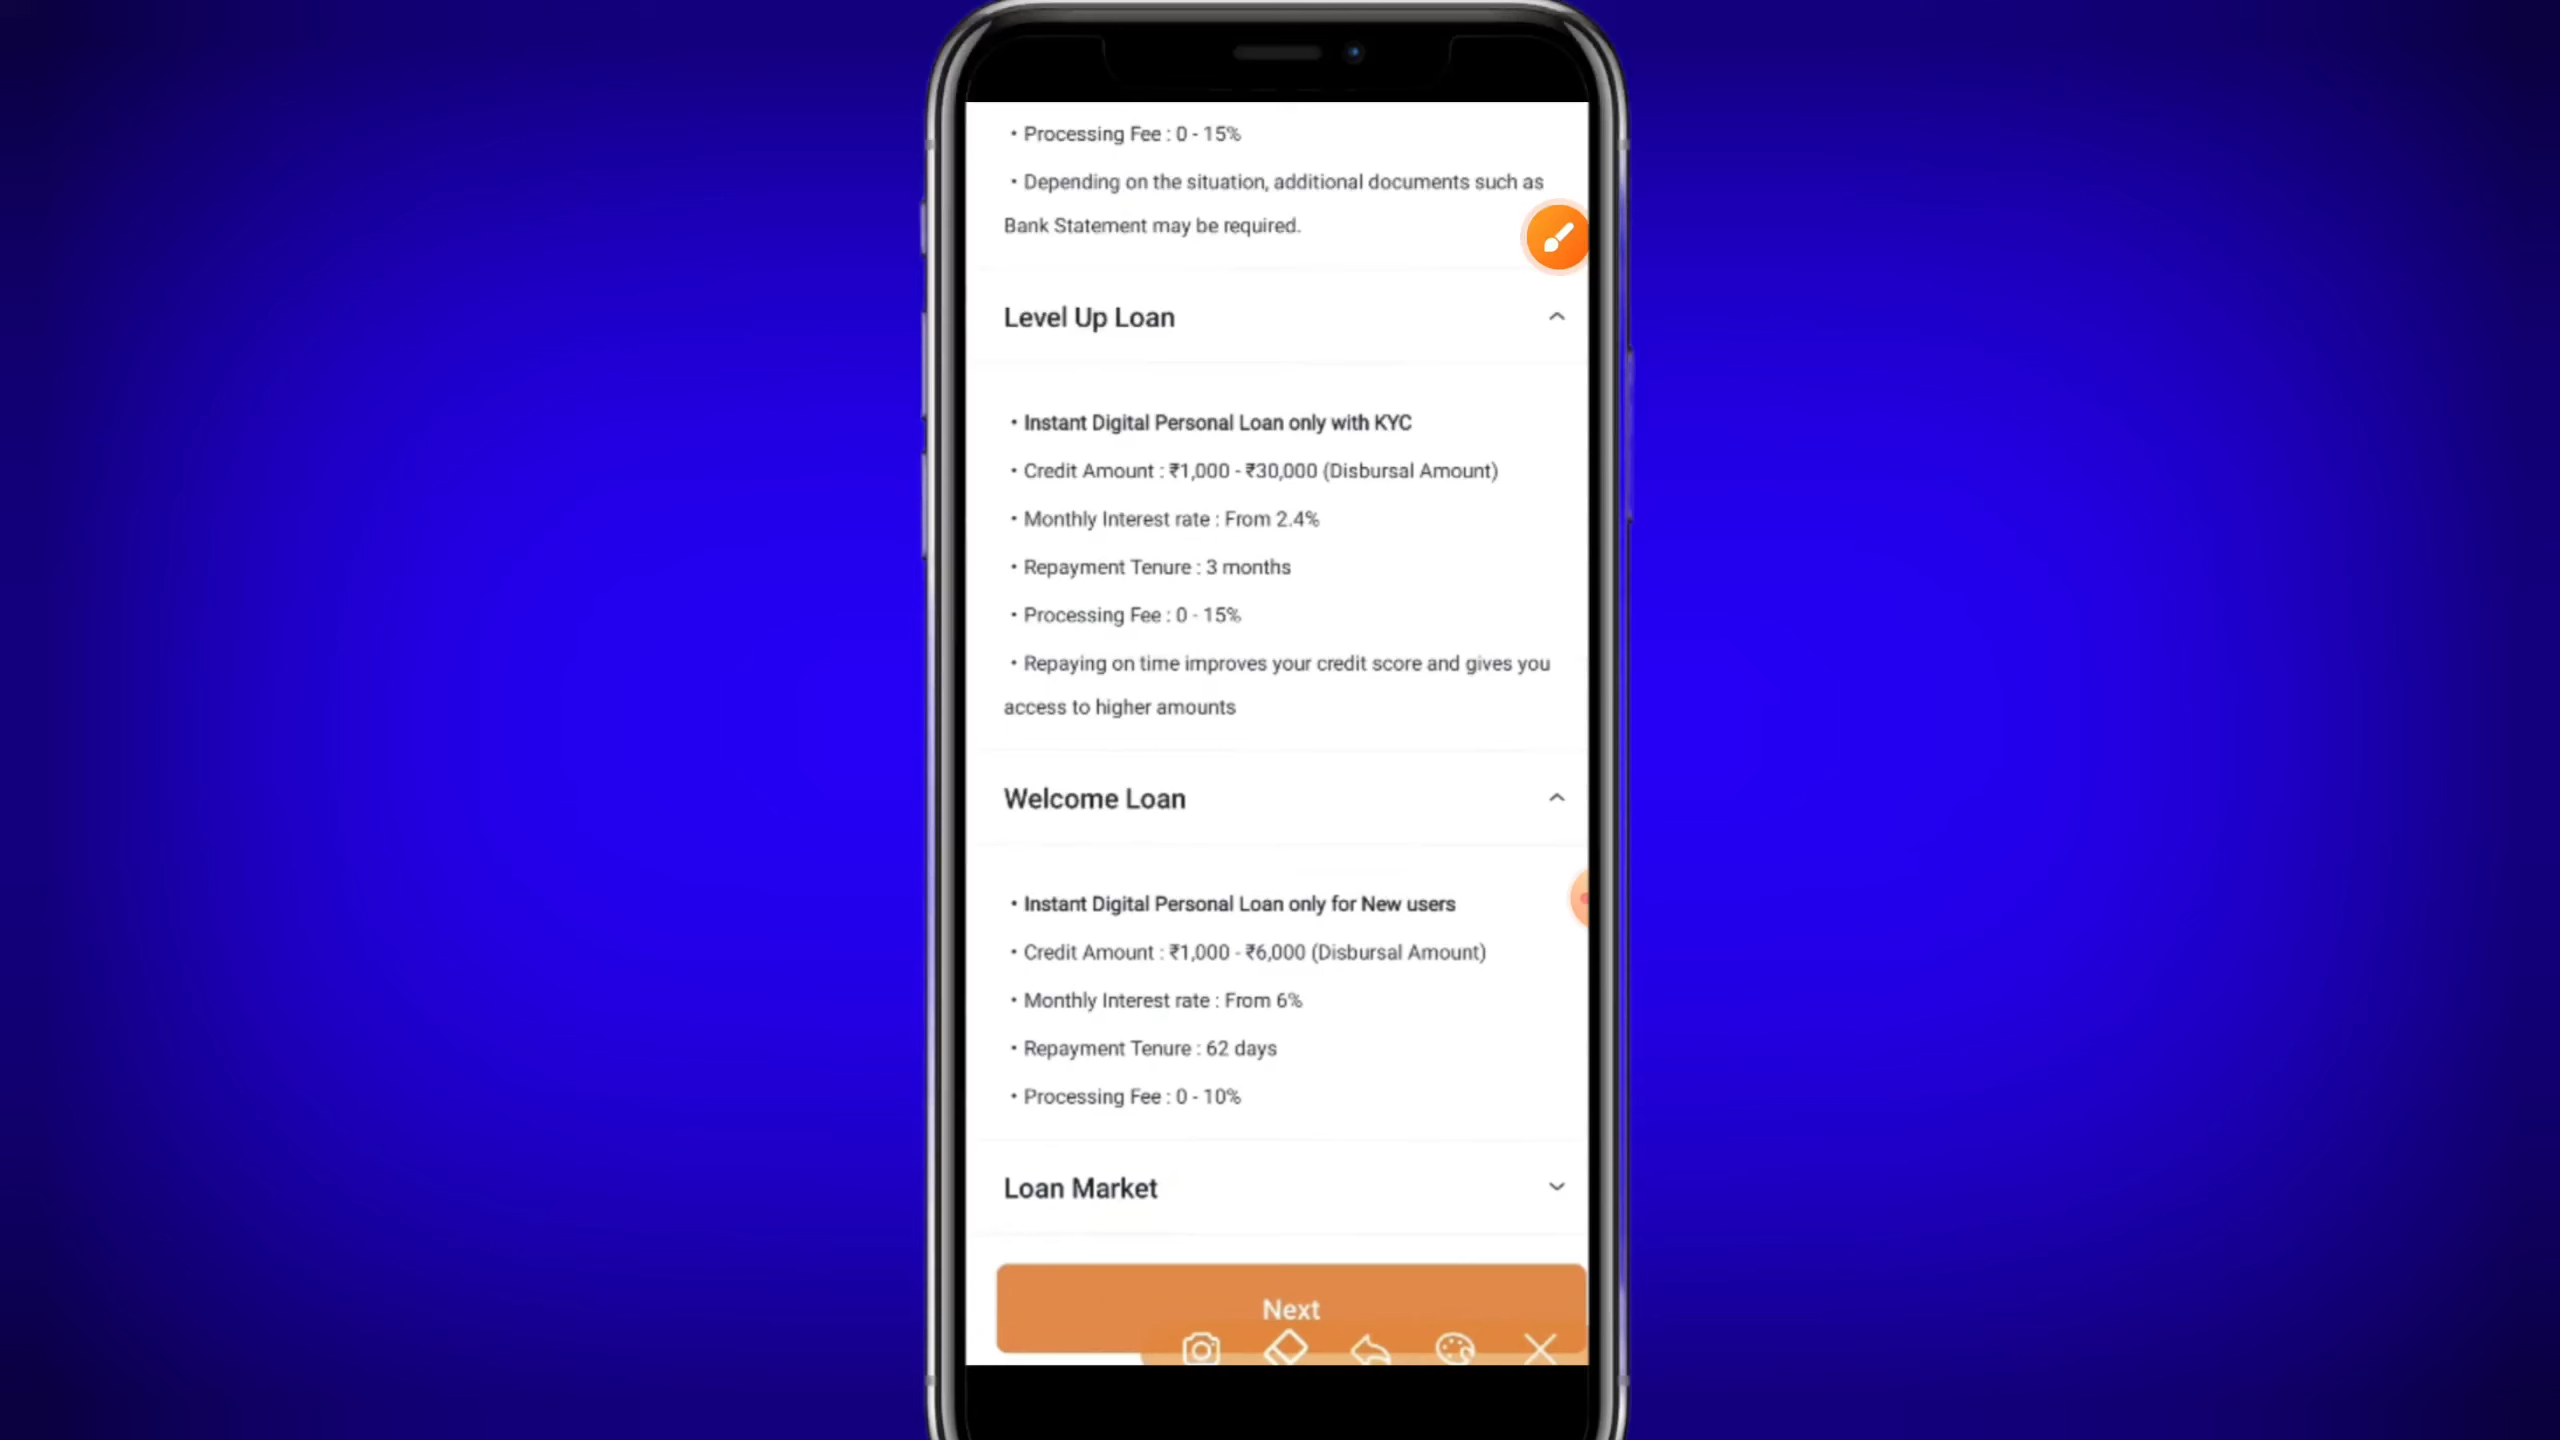 • Processing Fee : 0 - 15%
• Depending on the situation, additional documents such as
Bank Statement may be required.
Level Up Loan
• Instant Digital Personal Loan only with KYC
• Credit Amount : ₹1,000 - ₹30,000 (Disbursal Amount)
• Monthly Interest rate : From 2.4%
• Repayment Tenure : 3 months
• Processing Fee : 0 - 15%
• Repaying on time improves your credit score and gives you
access to higher amounts
Welcome Loan
• Instant Digital Personal Loan only for New users
• Credit Amount : ₹1,000 - ₹6,000 (Disbursal Amount)
• Monthly Interest rate : From 6%
• Repayment Tenure : 62 days
• Processing Fee : 0 - 10%
Loan Market
Next